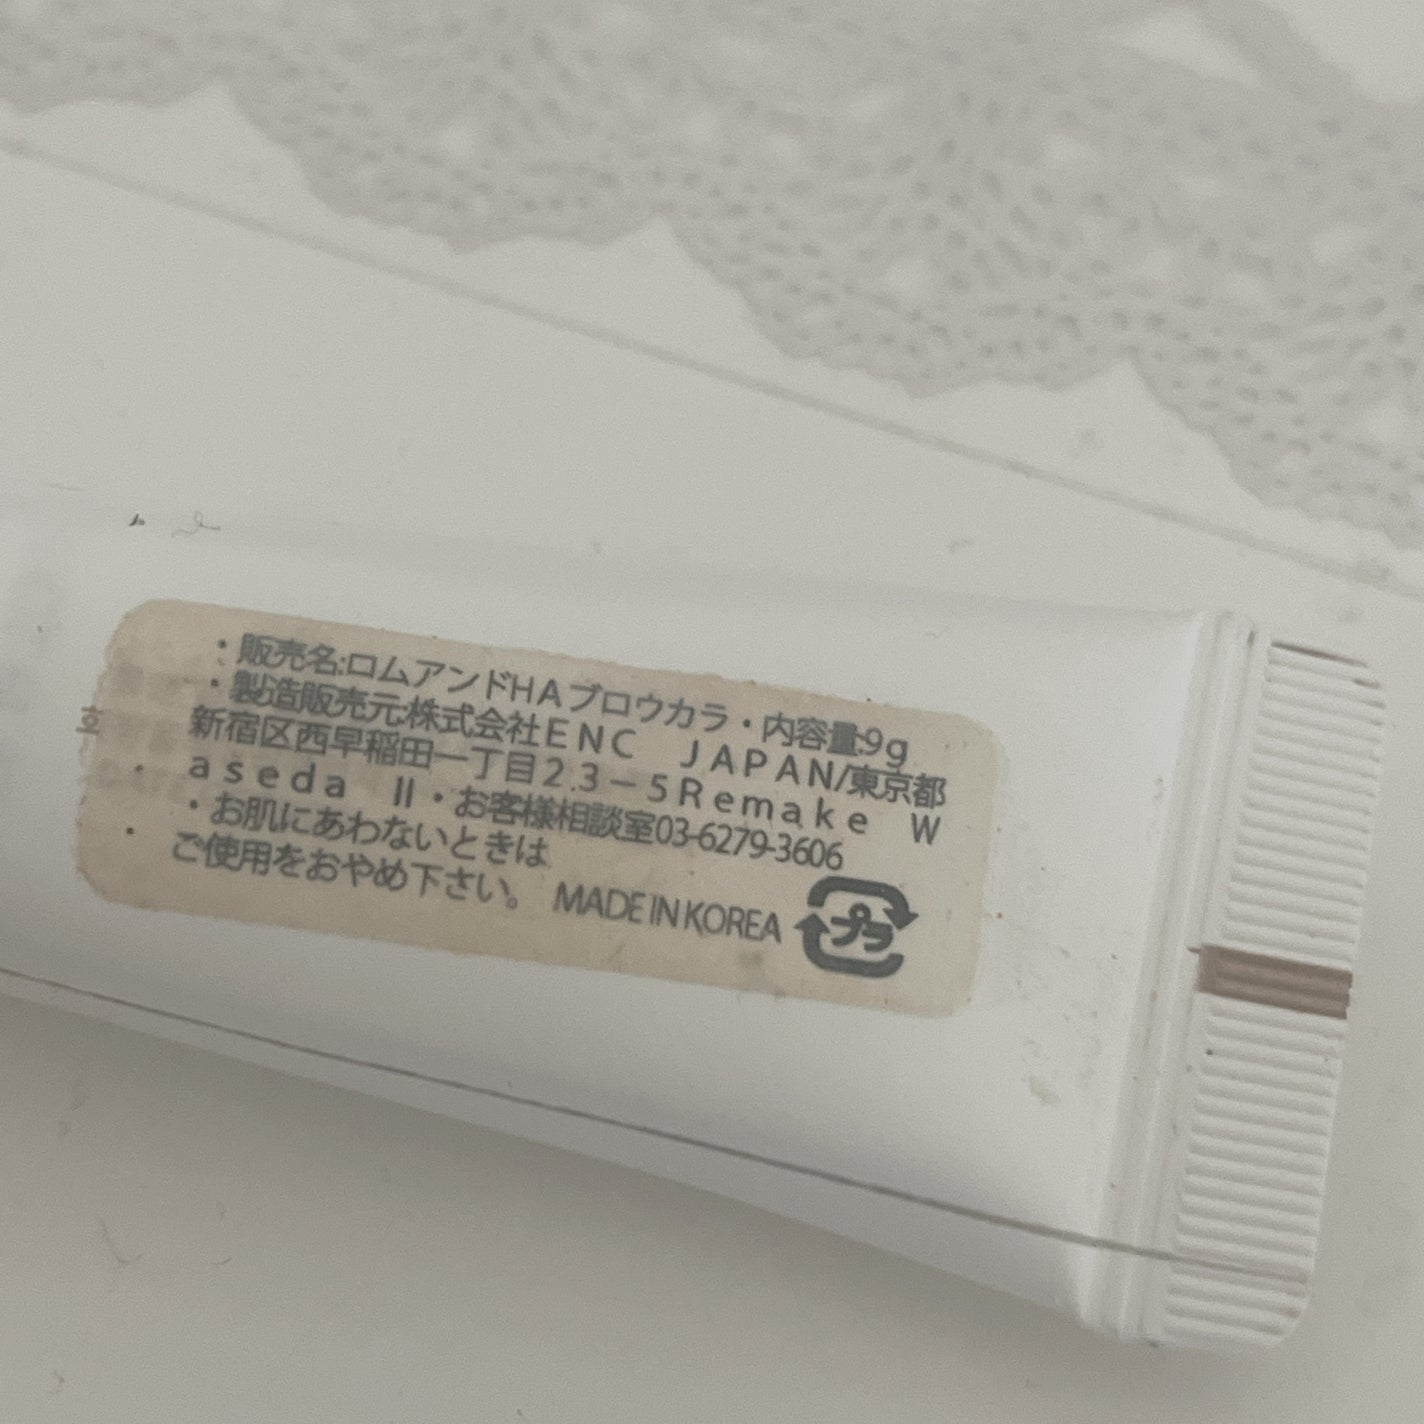 ・販売名:ロムアンドHAブロウカラ・内容量:9g
・製造販売元:株式会社ENC JAPAN/東京都
新宿区西早稲田一丁目2.3－5Remake W
aseda Ⅱ・お客様相談室03-6279-3606
・お肌にあわないときは
ご使用をおやめ下さい。 MADE IN KOREA
プラ
호